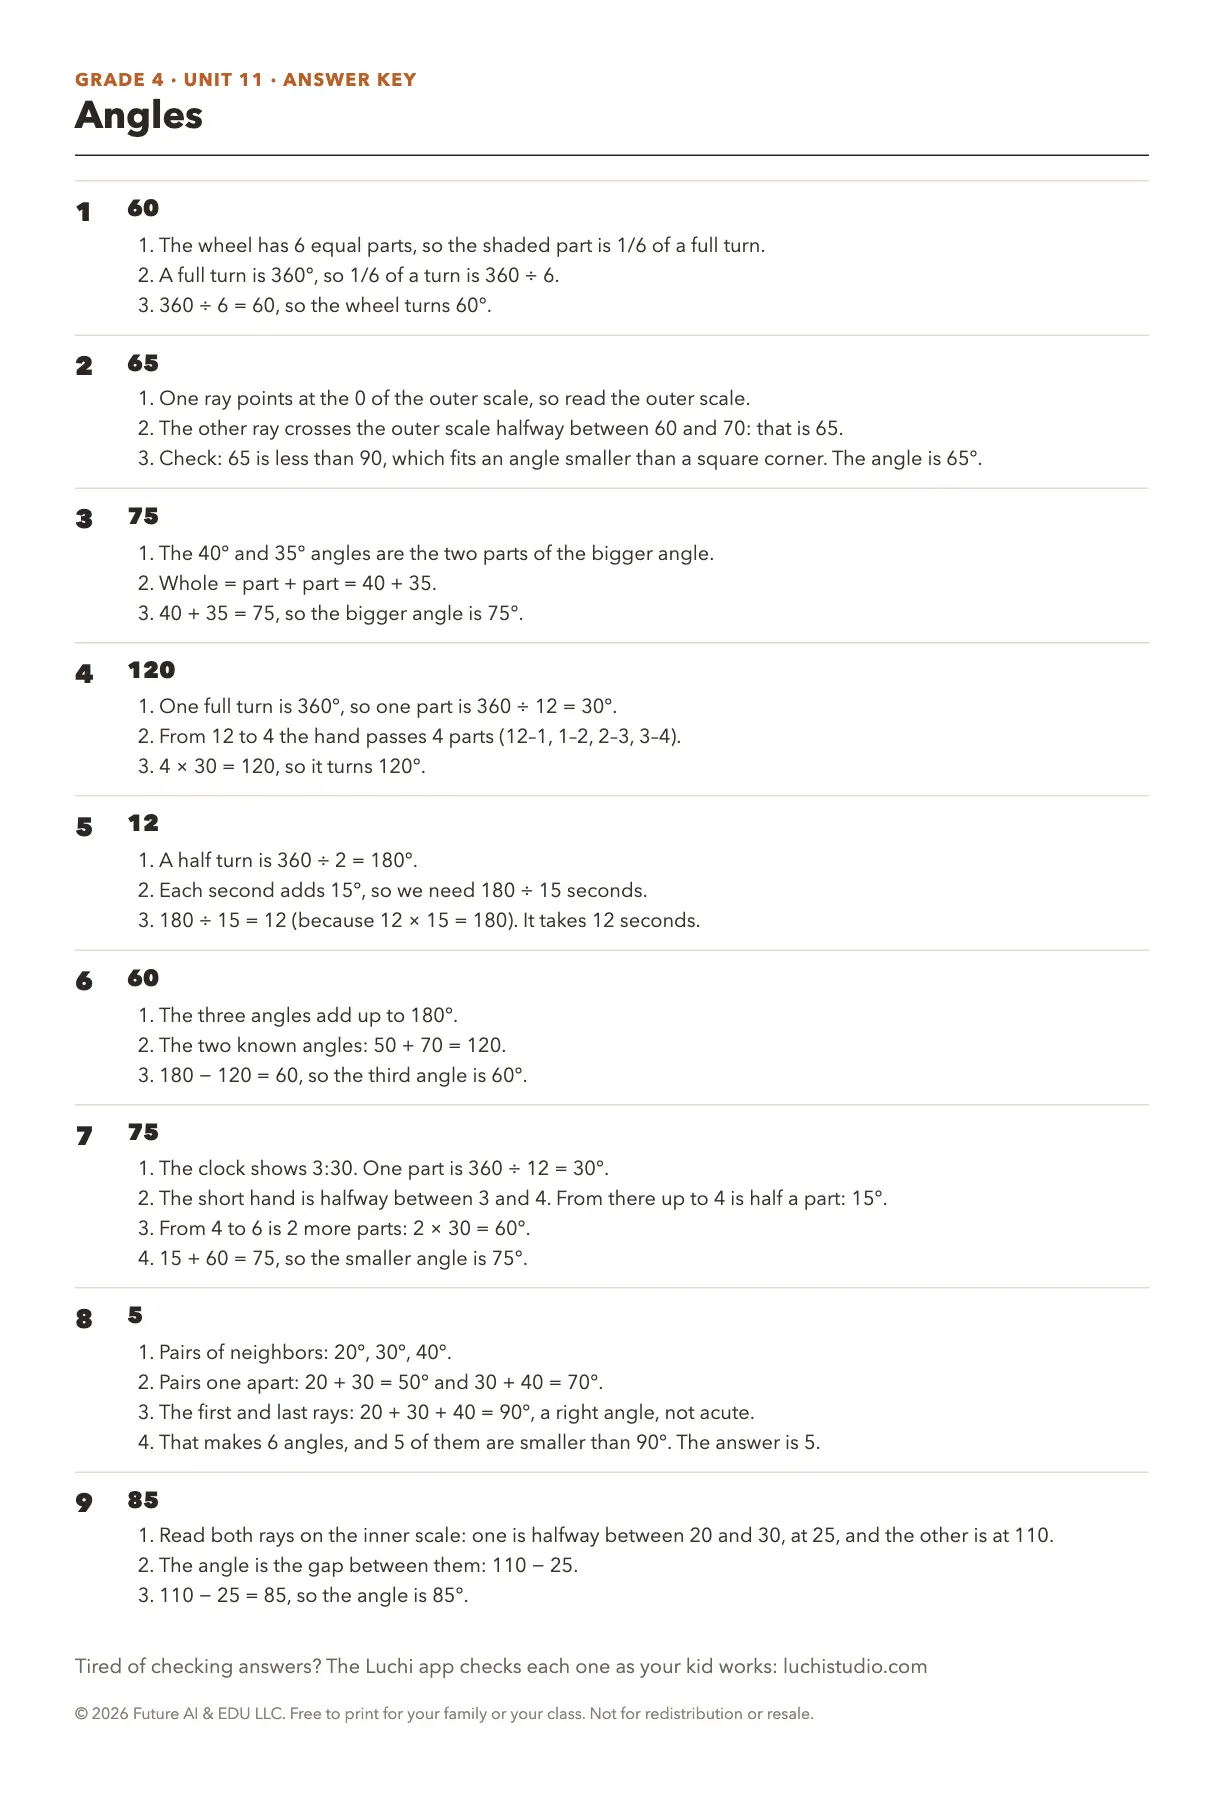 GRADE 4 · UNIT 11 · ANSWER KEY
Angles
1 60
1. The wheel has 6 equal parts, so the shaded part is 1/6 of a full turn.
2. A full turn is 360°, so 1/6 of a turn is 360 ÷ 6.
3. 360 ÷ 6 = 60, so the wheel turns 60°.
2 65
1. One ray points at the 0 of the outer scale, so read the outer scale.
2. The other ray crosses the outer scale halfway between 60 and 70: that is 65.
3. Check: 65 is less than 90, which fits an angle smaller than a square corner. The angle is 65°.
3 75
1. The 40° and 35° angles are the two parts of the bigger angle.
2. Whole = part + part = 40 + 35.
3. 40 + 35 = 75, so the bigger angle is 75°.
4 120
1. One full turn is 360°, so one part is 360 ÷ 12 = 30°.
2. From 12 to 4 the hand passes 4 parts (12–1, 1–2, 2–3, 3–4).
3. 4 × 30 = 120, so it turns 120°.
5 12
1. A half turn is 360 ÷ 2 = 180°.
2. Each second adds 15°, so we need 180 ÷ 15 seconds.
3. 180 ÷ 15 = 12 (because 12 × 15 = 180). It takes 12 seconds.
6 60
1. The three angles add up to 180°.
2. The two known angles: 50 + 70 = 120.
3. 180 − 120 = 60, so the third angle is 60°.
7 75
1. The clock shows 3:30. One part is 360 ÷ 12 = 30°.
2. The short hand is halfway between 3 and 4. From there up to 4 is half a part: 15°.
3. From 4 to 6 is 2 more parts: 2 × 30 = 60°.
4. 15 + 60 = 75, so the smaller angle is 75°.
8 5
1. Pairs of neighbors: 20°, 30°, 40°.
2. Pairs one apart: 20 + 30 = 50° and 30 + 40 = 70°.
3. The first and last rays: 20 + 30 + 40 = 90°, a right angle, not acute.
4. That makes 6 angles, and 5 of them are smaller than 90°. The answer is 5.
9 85
1. Read both rays on the inner scale: one is halfway between 20 and 30, at 25, and the other is at 110.
2. The angle is the gap between them: 110 − 25.
3. 110 − 25 = 85, so the angle is 85°.
Tired of checking answers? The Luchi app checks each one as your kid works: luchistudio.com
© 2026 Future AI & EDU LLC. Free to print for your family or your class. Not for redistribution or resale.